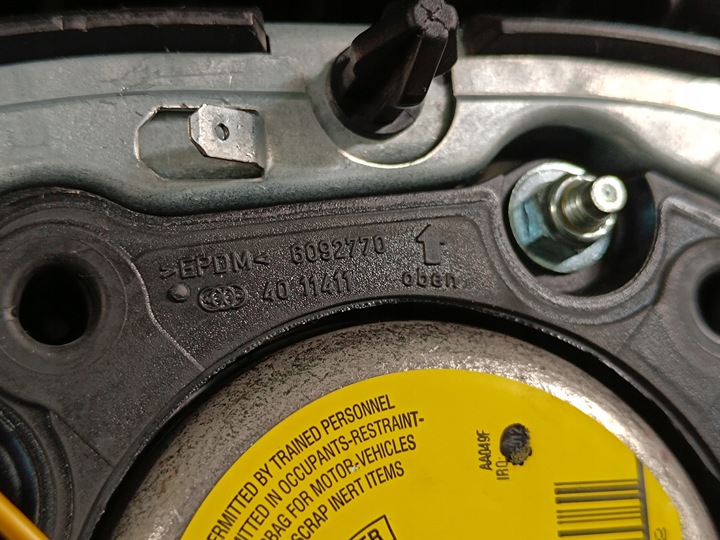 >EPDM< 6092770
40 11411 oben
ERMITTED BY TRAINED PERSONNEL
MITTED IN OCCUPANTS-RESTRAINT-
BAG FOR MOTOR-VEHICLES
SCRAP INERT ITEMS
ER
AA049F
IRO